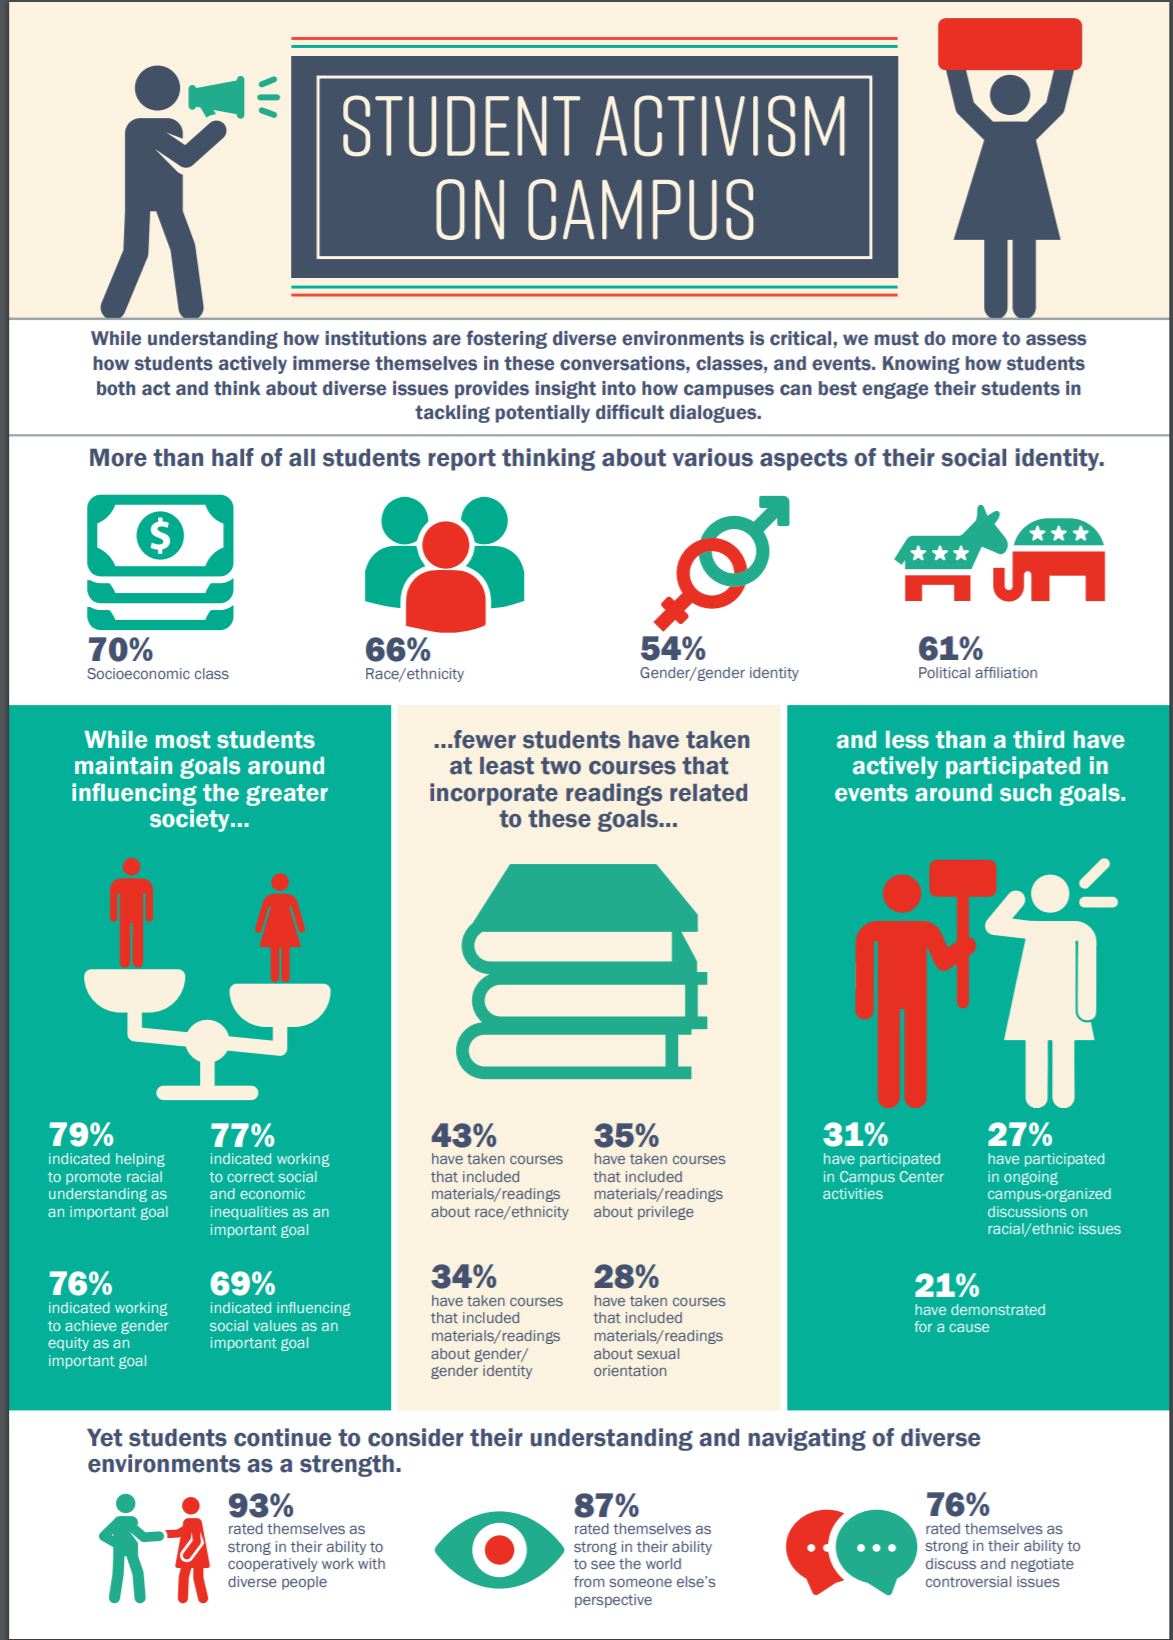 STUDENT ACTIVISM
ON CAMPUS
While understanding how institutions are fostering diverse environments is critical, we must do more to assess
how students actively immerse themselves in these conversations, classes, and events. Knowing how students
both act and think about diverse issues provides insight into how campuses can best engage their students in
tackling potentially difficult dialogues.
More than half of all students report thinking about various aspects of their social identity.
$
70%
Socioeconomic class
66%
Race/ethnicity
54%
Gender/gender identity
61%
Political affiliation
While most students
maintain goals around
influencing the greater
society...
79%
indicated helping
to promote racial
understanding as
an important goal
77%
indicated working
to correct social
and economic
inequalities as an
important goal
76%
indicated working
to achieve gender
equity as an
important goal
69%
indicated influencing
social values as an
important goal
...fewer students have taken
at least two courses that
incorporate readings related
to these goals...
43%
have taken courses
that included
materials/readings
about race/ethnicity
35%
have taken courses
that included
materials/readings
about privilege
34%
have taken courses
that included
materials/readings
about gender/
gender identity
28%
have taken courses
that included
materials/readings
about sexual
orientation
and less than a third have
actively participated in
events around such goals.
31%
have participated
in Campus Center
activities
27%
have participated
in ongoing
campus-organized
discussions on
racial/ethnic issues
21%
have demonstrated
for a cause
Yet students continue to consider their understanding and navigating of diverse
environments as a strength.
93%
rated themselves as
strong in their ability to
cooperatively work with
diverse people
87%
rated themselves as
strong in their ability
to see the world
from someone else's
perspective
76%
rated themselves as
strong in their ability to
discuss and negotiate
controversial issues